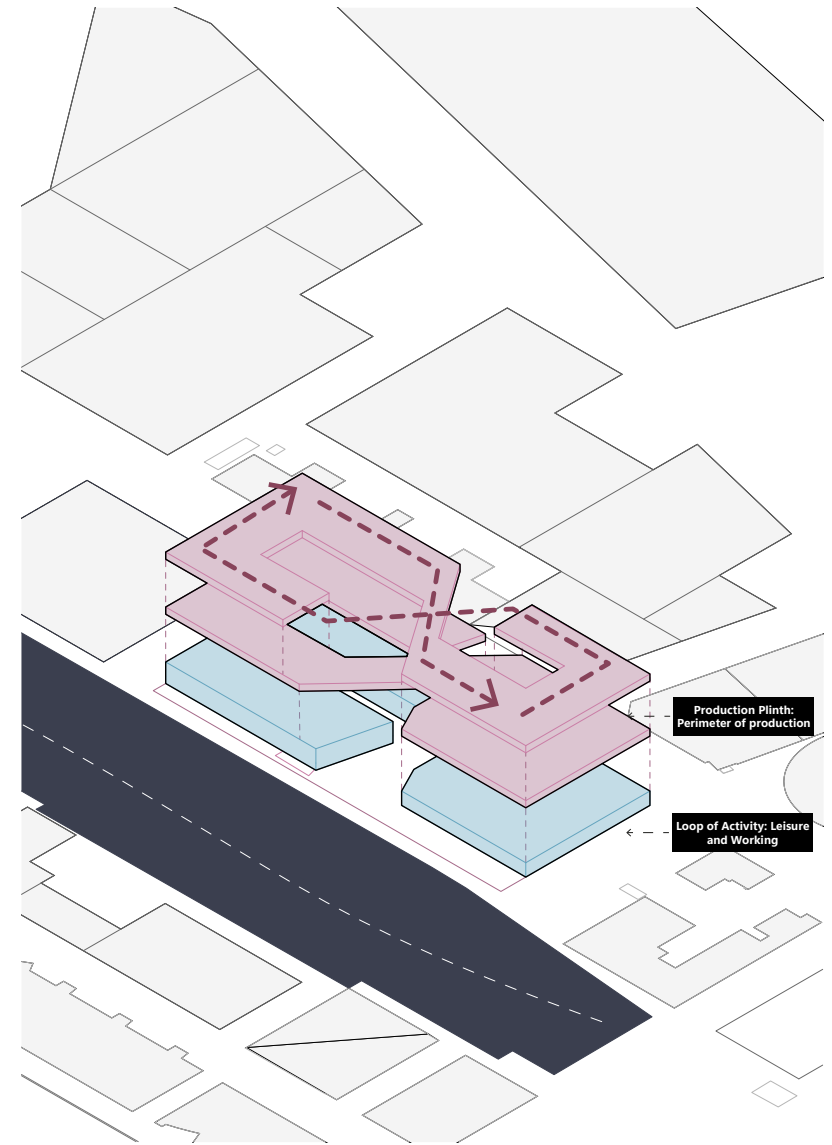 Production Plinth:
Perimeter of production
Loop of Activity: Leisure
and Working